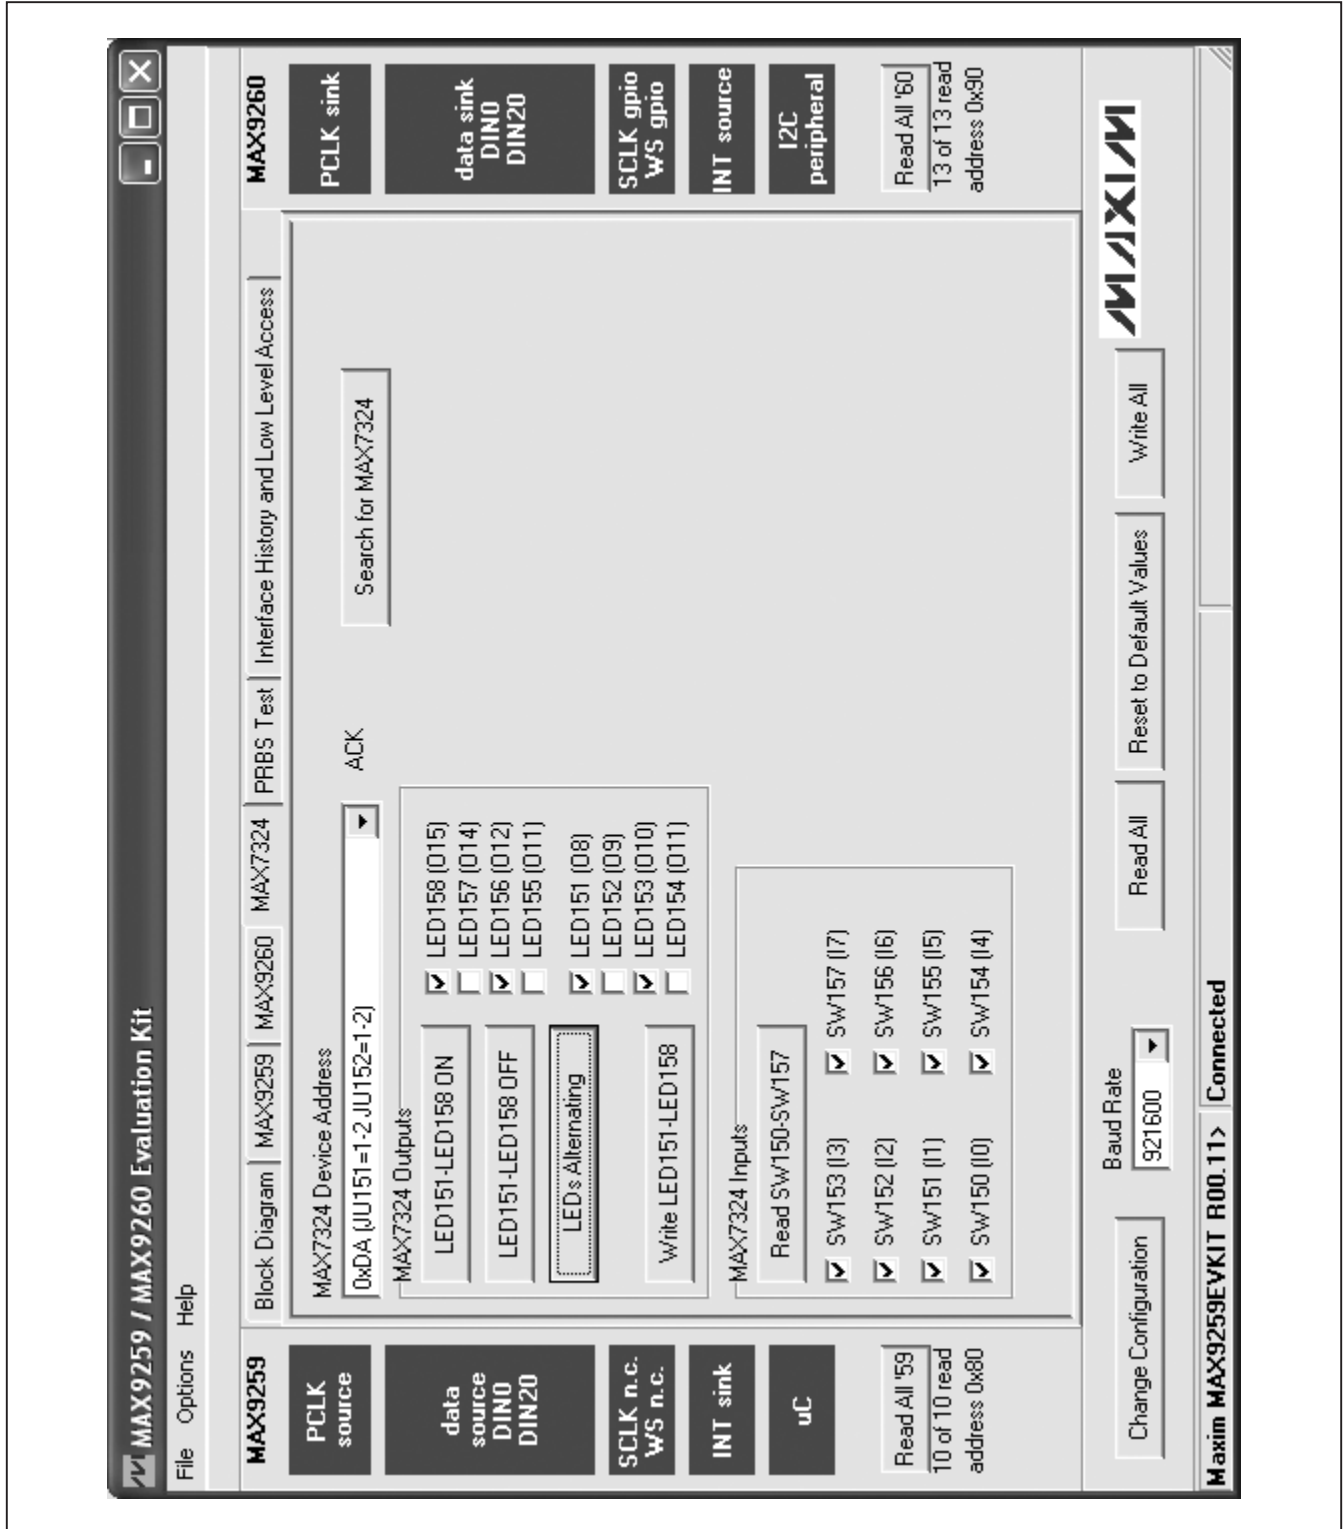 MAX9259 / MAX9260 Evaluation Kit
File Options Help
MAX9259
PCLK
source
data
source
DIN0
DIN20
SCLK n.c.
WS n.c.
INT sink
uC
Read All '59
10 of 10 read
address 0x80
Block Diagram MAX9259 MAX9260 MAX7324 PRBS Test Interface History and Low Level Access
MAX7324 Device Address
0xDA (JU151=1-2 JU152=1-2) ACK Search for MAX7324
MAX7324 Outputs
LED151-LED158 ON
LED151-LED158 OFF
LEDs Alternating
Write LED151-LED158
LED158 (O15)
LED157 (O14)
LED156 (O12)
LED155 (O11)
LED151 (O8)
LED152 (O9)
LED153 (O10)
LED154 (O11)
MAX7324 Inputs
Read SW150-SW157
SW153 (I3) SW157 (I7)
SW152 (I2) SW156 (I6)
SW151 (I1) SW155 (I5)
SW150 (I0) SW154 (I4)
MAX9260
PCLK sink
data sink
DIN0
DIN20
SCLK gpio
WS gpio
INT source
I2C
peripheral
Read All '60
13 of 13 read
address 0x90
Baud Rate
Change Configuration 921600 Read All Reset to Default Values Write All MAXIM
Maxim MAX9259EVKIT R00.11> Connected